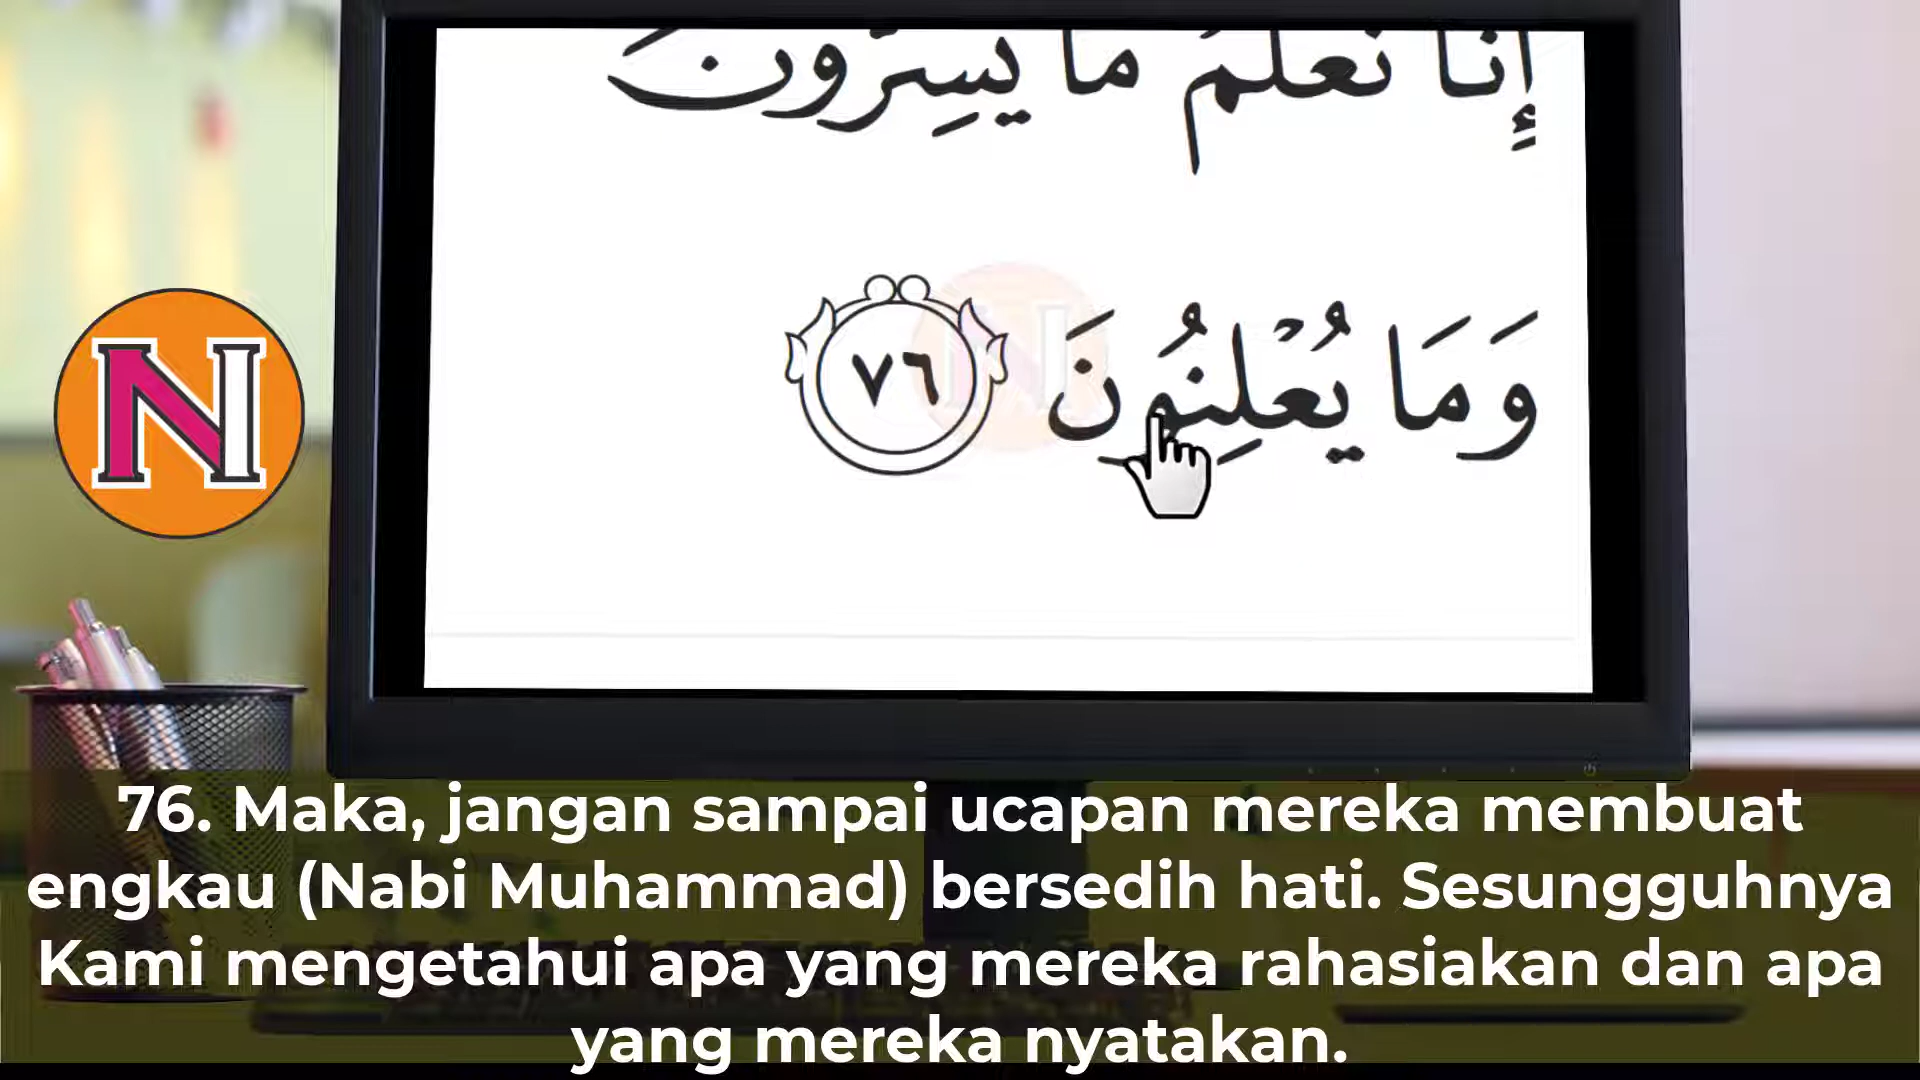 إِنَّا نَعْلَمُ مَا يُسِرُّونَ
وَمَا يُعْلِنُونَ ٧٦
N
76. Maka, jangan sampai ucapan mereka membuat
engkau (Nabi Muhammad) bersedih hati. Sesungguhnya
Kami mengetahui apa yang mereka rahasiakan dan apa
yang mereka nyatakan.